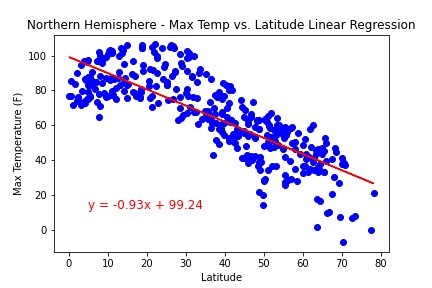 Northern Hemisphere - Max Temp vs. Latitude Linear Regression
100
80
60
40
20
0
Max Temperature (F)
y = -0.93x + 99.24
0 10 20 30 40 50 60 70 80
Latitude